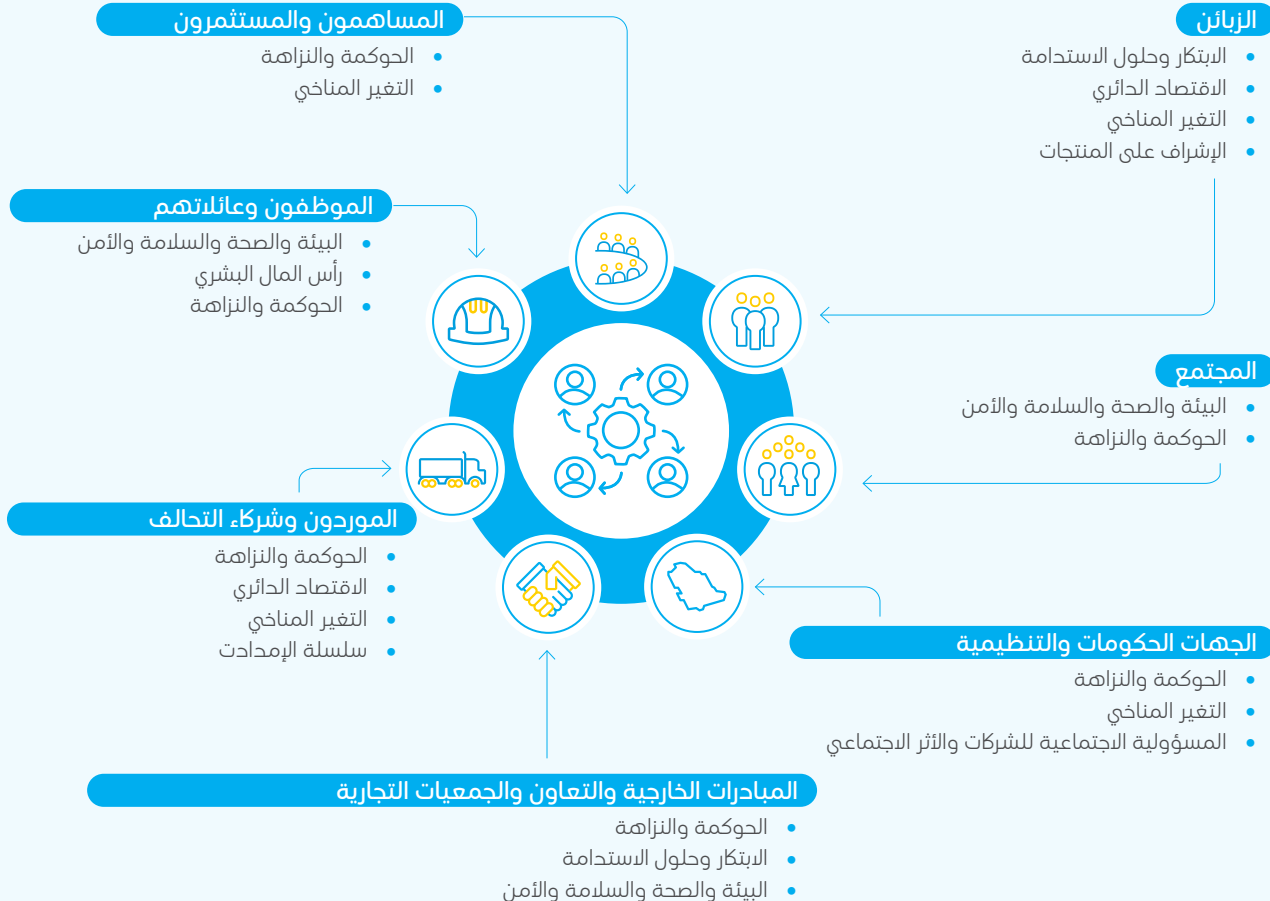 الزبائن
الابتكار وحلول الاستدامة
الاقتصاد الدائري
التغير المناخي
الإشراف على المنتجات
المساهمون والمستثمرون
الحوكمة والنزاهة
التغير المناخي
الموظفون وعائلاتهم
البيئة والصحة والسلامة والأمن
رأس المال البشري
الحوكمة والنزاهة
المجتمع
البيئة والصحة والسلامة والأمن
الحوكمة والنزاهة
الموردون وشركاء التحالف
الحوكمة والنزاهة
الاقتصاد الدائري
التغير المناخي
سلسلة الإمدادت
الجهات الحكومات والتنظيمية
الحوكمة والنزاهة
التغير المناخي
المسؤولية الاجتماعية للشركات والأثر الاجتماعي
المبادرات الخارجية والتعاون والجمعيات التجارية
الحوكمة والنزاهة
الابتكار وحلول الاستدامة
البيئة والصحة والسلامة والأمن